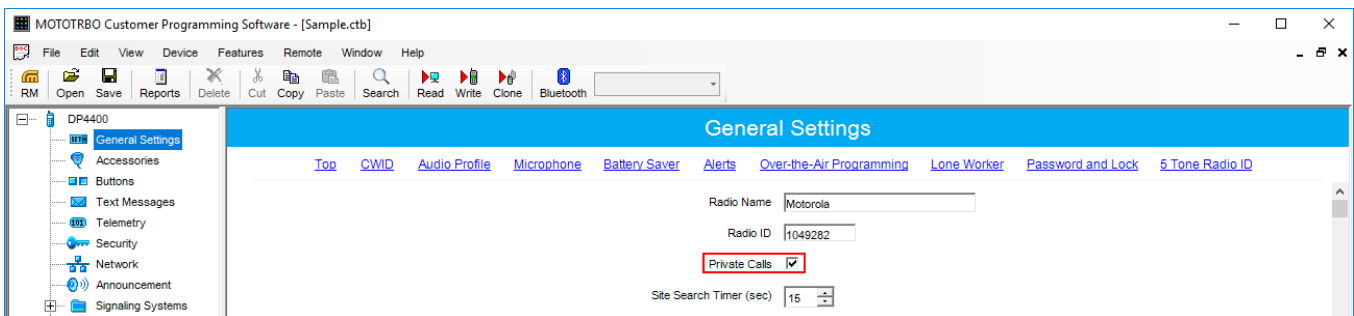 MOTOTRBO Customer Programming Software - [Sample.ctb]
File Edit View Device Features Remote Window Help
RM Open Save Reports Delete Cut Copy Paste Search Read Write Clone Bluetooth
DP4400
General Settings
Accessories
Buttons
Text Messages
Telemetry
Security
Network
Announcement
Signaling Systems
General Settings
Top CWID Audio Profile Microphone Battery Saver Alerts Over-the-Air Programming Lone Worker Password and Lock 5 Tone Radio ID
Radio Name Motorola
Radio ID 1049282
Private Calls
Site Search Timer (sec) 15